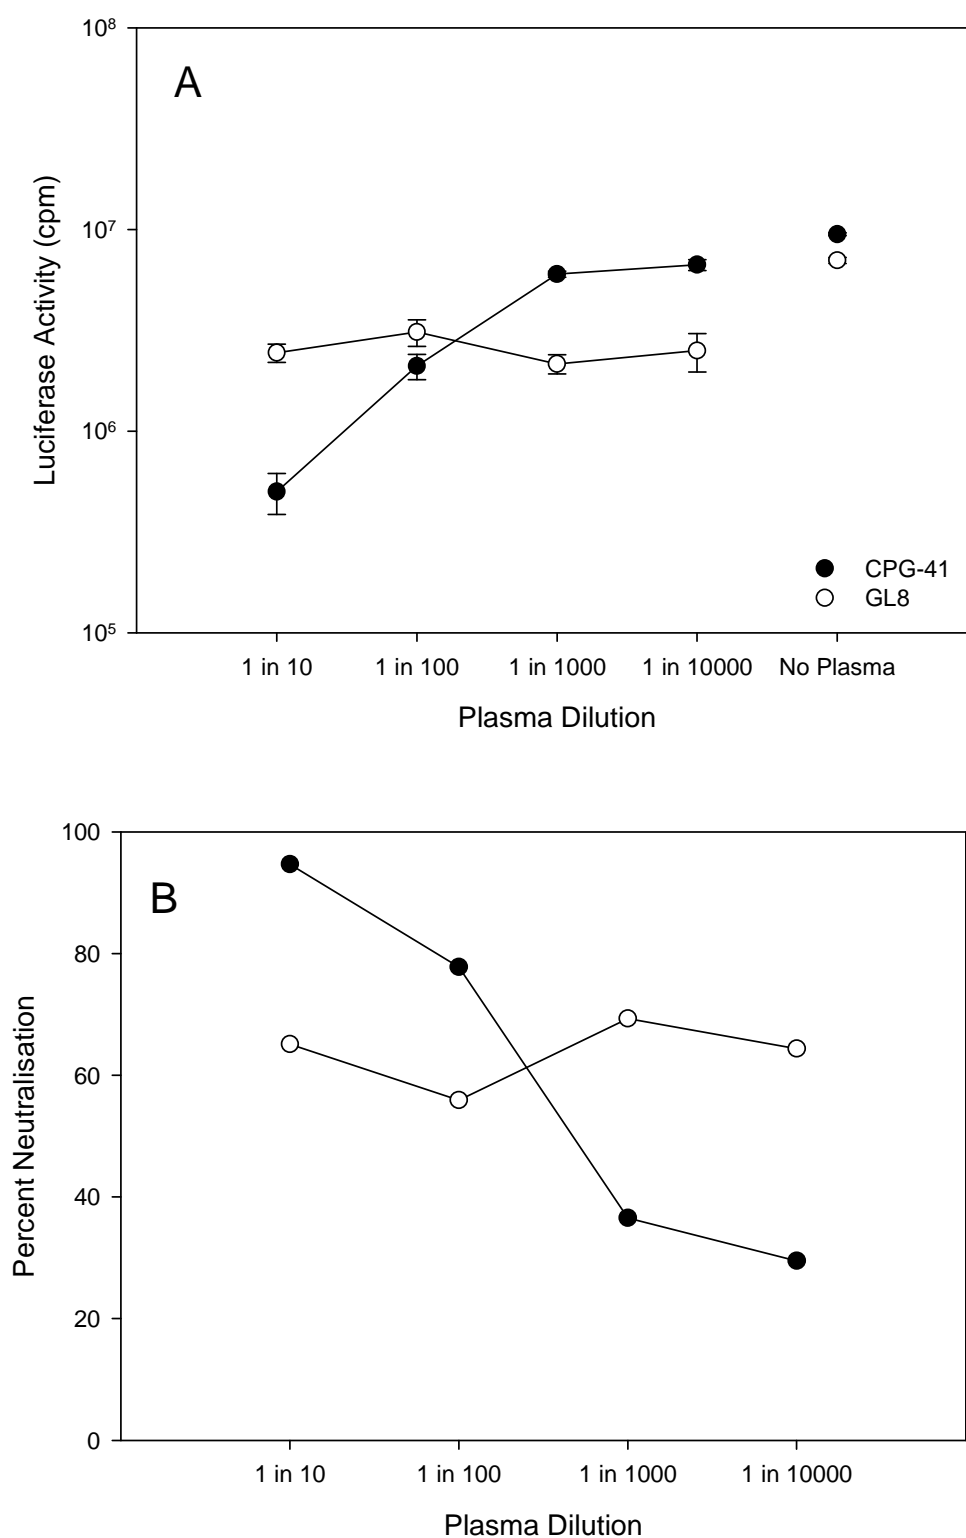 10⁸
A
10⁷
Luciferase Activity (cpm)
10⁶
CPG-41
GL8
10⁵
1 in 10 1 in 100 1 in 1000 1 in 10000 No Plasma
Plasma Dilution
100
B
80
60
Percent Neutralisation
40
20
0
1 in 10 1 in 100 1 in 1000 1 in 10000
Plasma Dilution